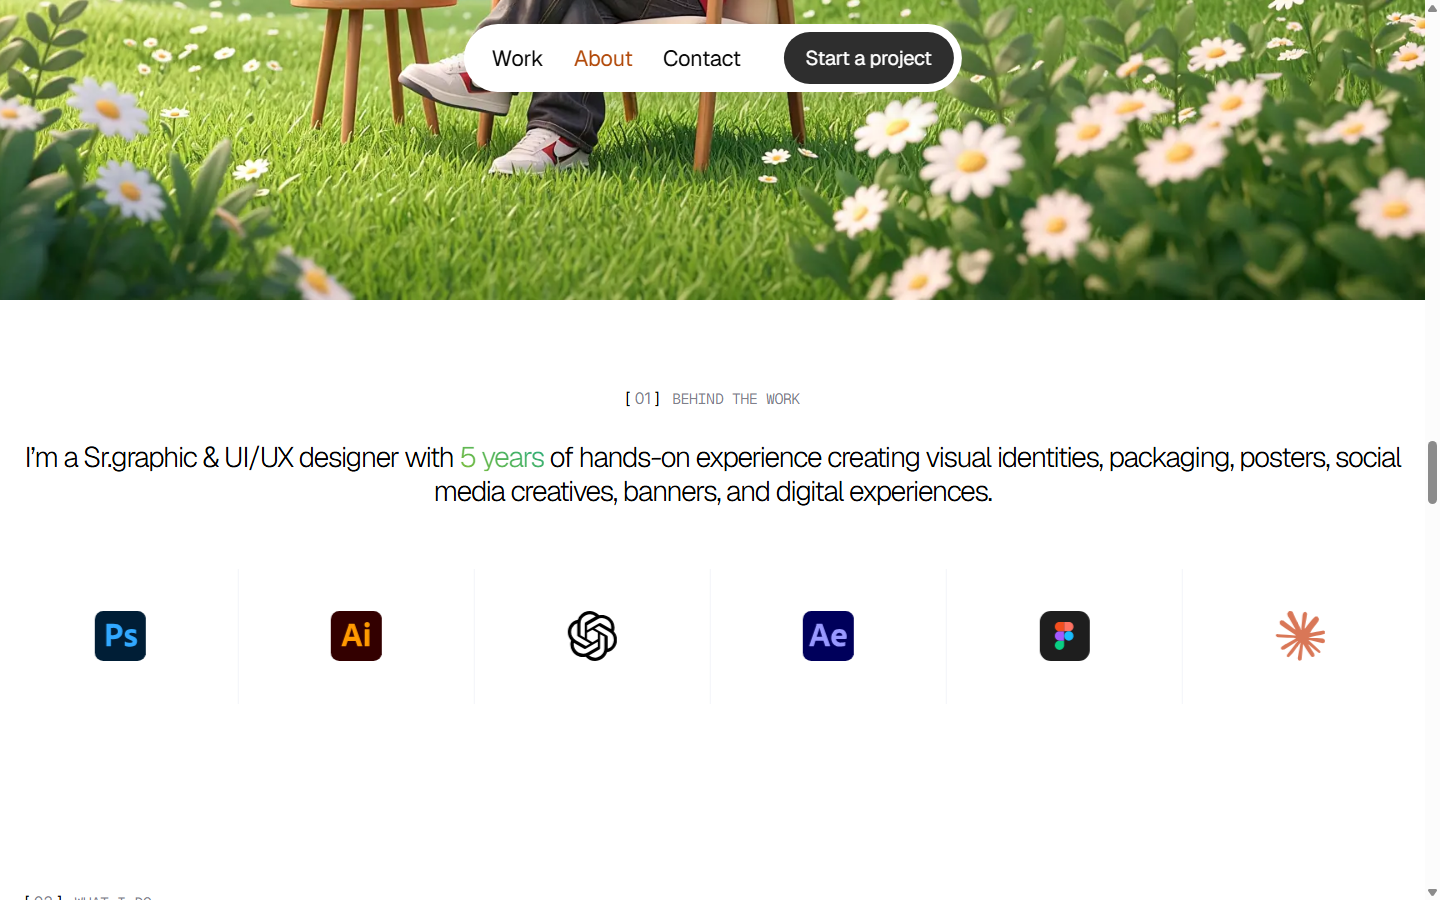 Work About Contact Start a project
[ 01 ] BEHIND THE WORK
I’m a Sr.graphic & UI/UX designer with 5 years of hands-on experience creating visual identities, packaging, posters, social
media creatives, banners, and digital experiences.
Ps Ai Ae